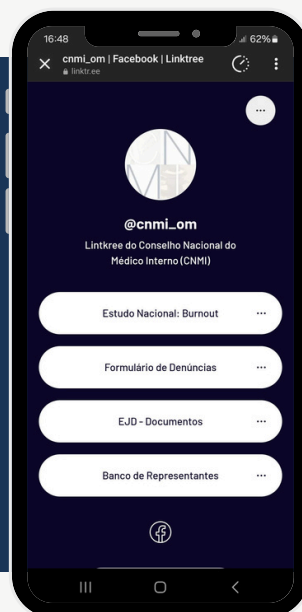 16:48
62%
cnmi_om | Facebook | Linktree
linktr.ee
@cnmi_om
Lintkree do Conselho Nacional do
Médico Interno (CNMI)
Estudo Nacional: Burnout
Formulário de Denúncias
EJD - Documentos
Banco de Representantes